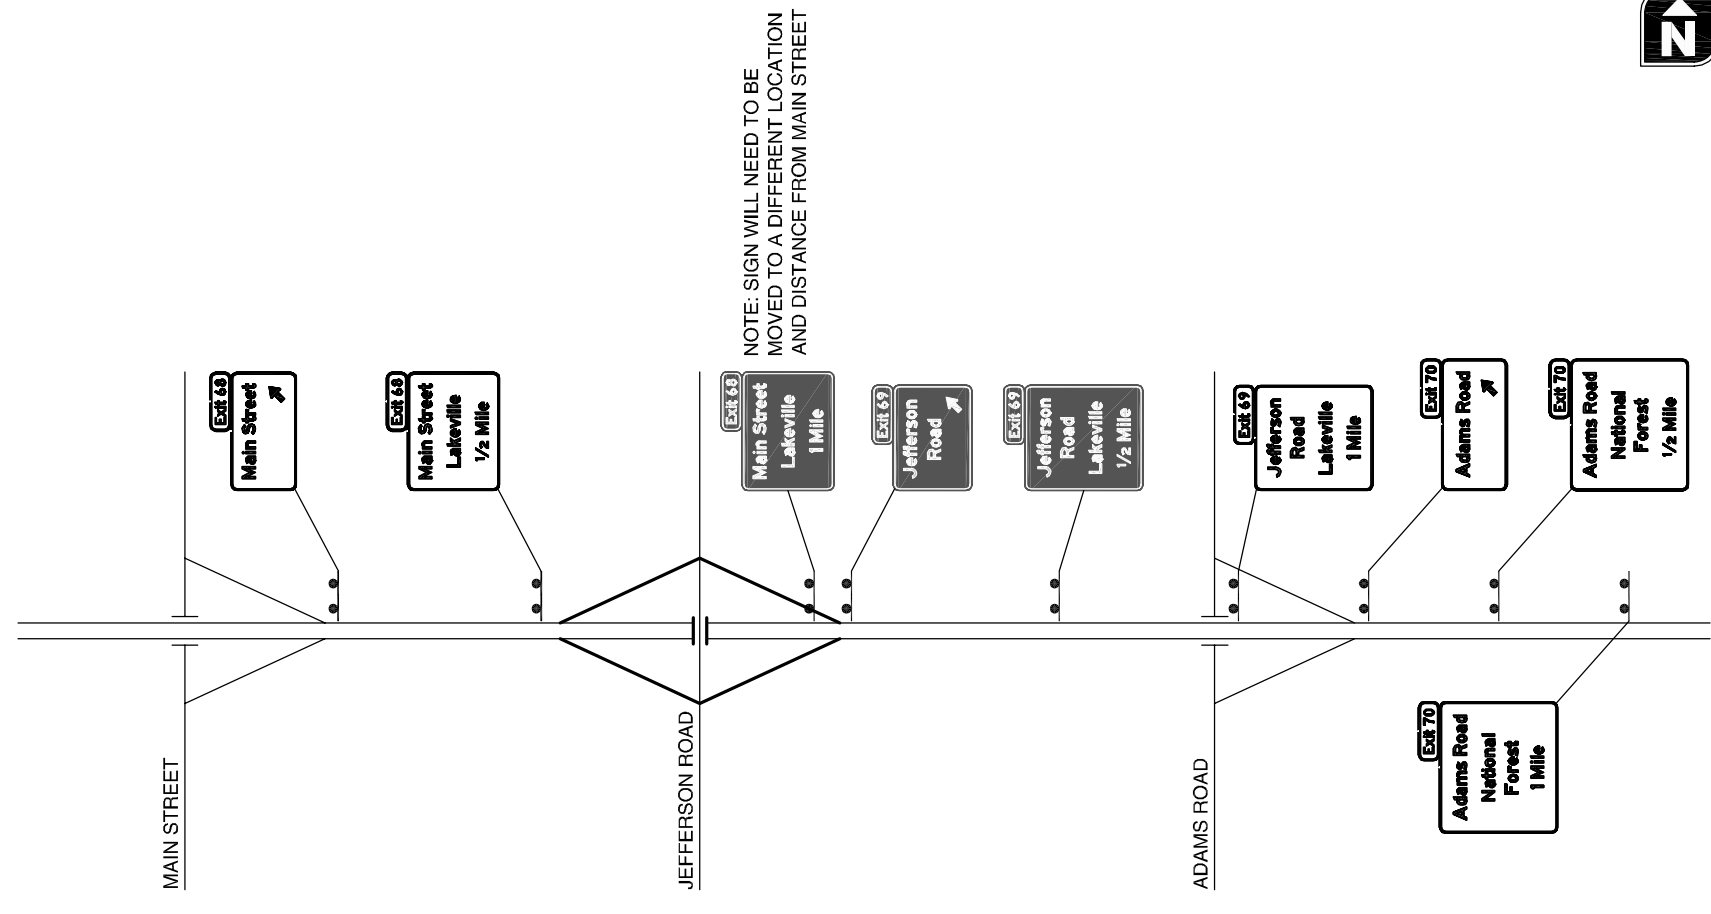 N
NOTE: SIGN WILL NEED TO BE
MOVED TO A DIFFERENT LOCATION
AND DISTANCE FROM MAIN STREET
Exit 68
Main Street
Exit 68
Main Street
Lakeville
1/2 Mile
Exit 68
Main Street
Lakeville
1 Mile
Exit 69
Jefferson
Road
Exit 69
Jefferson
Road
Lakeville
1/2 Mile
Exit 69
Jefferson
Road
Lakeville
1 Mile
Exit 70
Adams Road
Exit 70
Adams Road
National
Forest
1/2 Mile
Exit 70
Adams Road
National
Forest
1 Mile
MAIN STREET
JEFFERSON ROAD
ADAMS ROAD